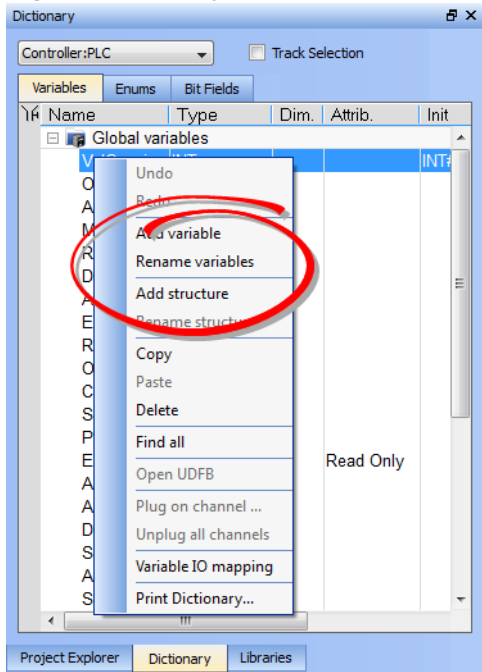 Dictionary
Controller:PLC
Track Selection
Variables Enums Bit Fields
Name Type Dim. Attrib. Init
Global variables
V INT#
O Undo
A Redo
M Add variable
R Rename variables
D
A Add structure
E Rename structure
R
O Copy
C Paste
S Delete
P Find all
E Open UDFB Read Only
A
A Plug on channel ...
D Unplug all channels
S Variable IO mapping
A
S Print Dictionary...
Project Explorer Dictionary Libraries